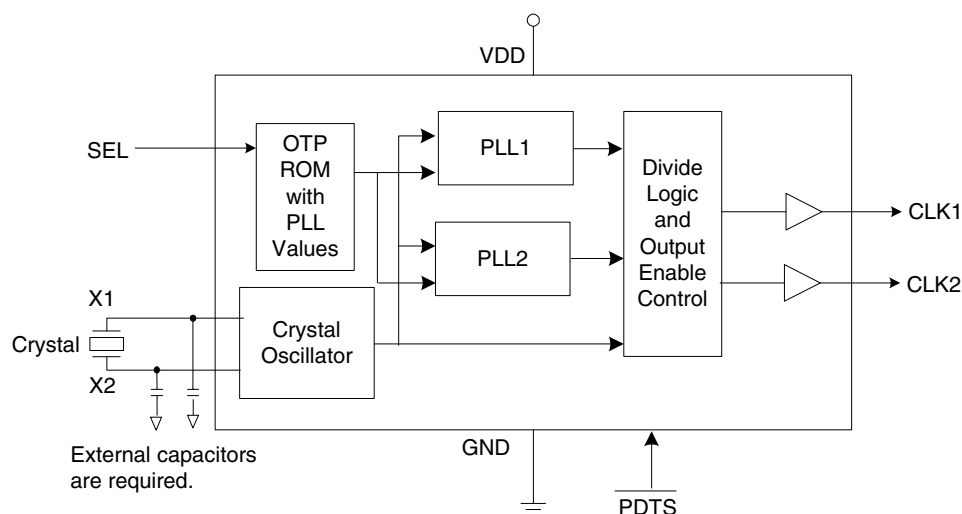 VDD
SEL
OTP
ROM
with
PLL
Values
PLL1
PLL2
Divide
Logic
and
Output
Enable
Control
CLK1
CLK2
X1
Crystal
X2
Crystal
Oscillator
External capacitors
are required.
GND
PDTS